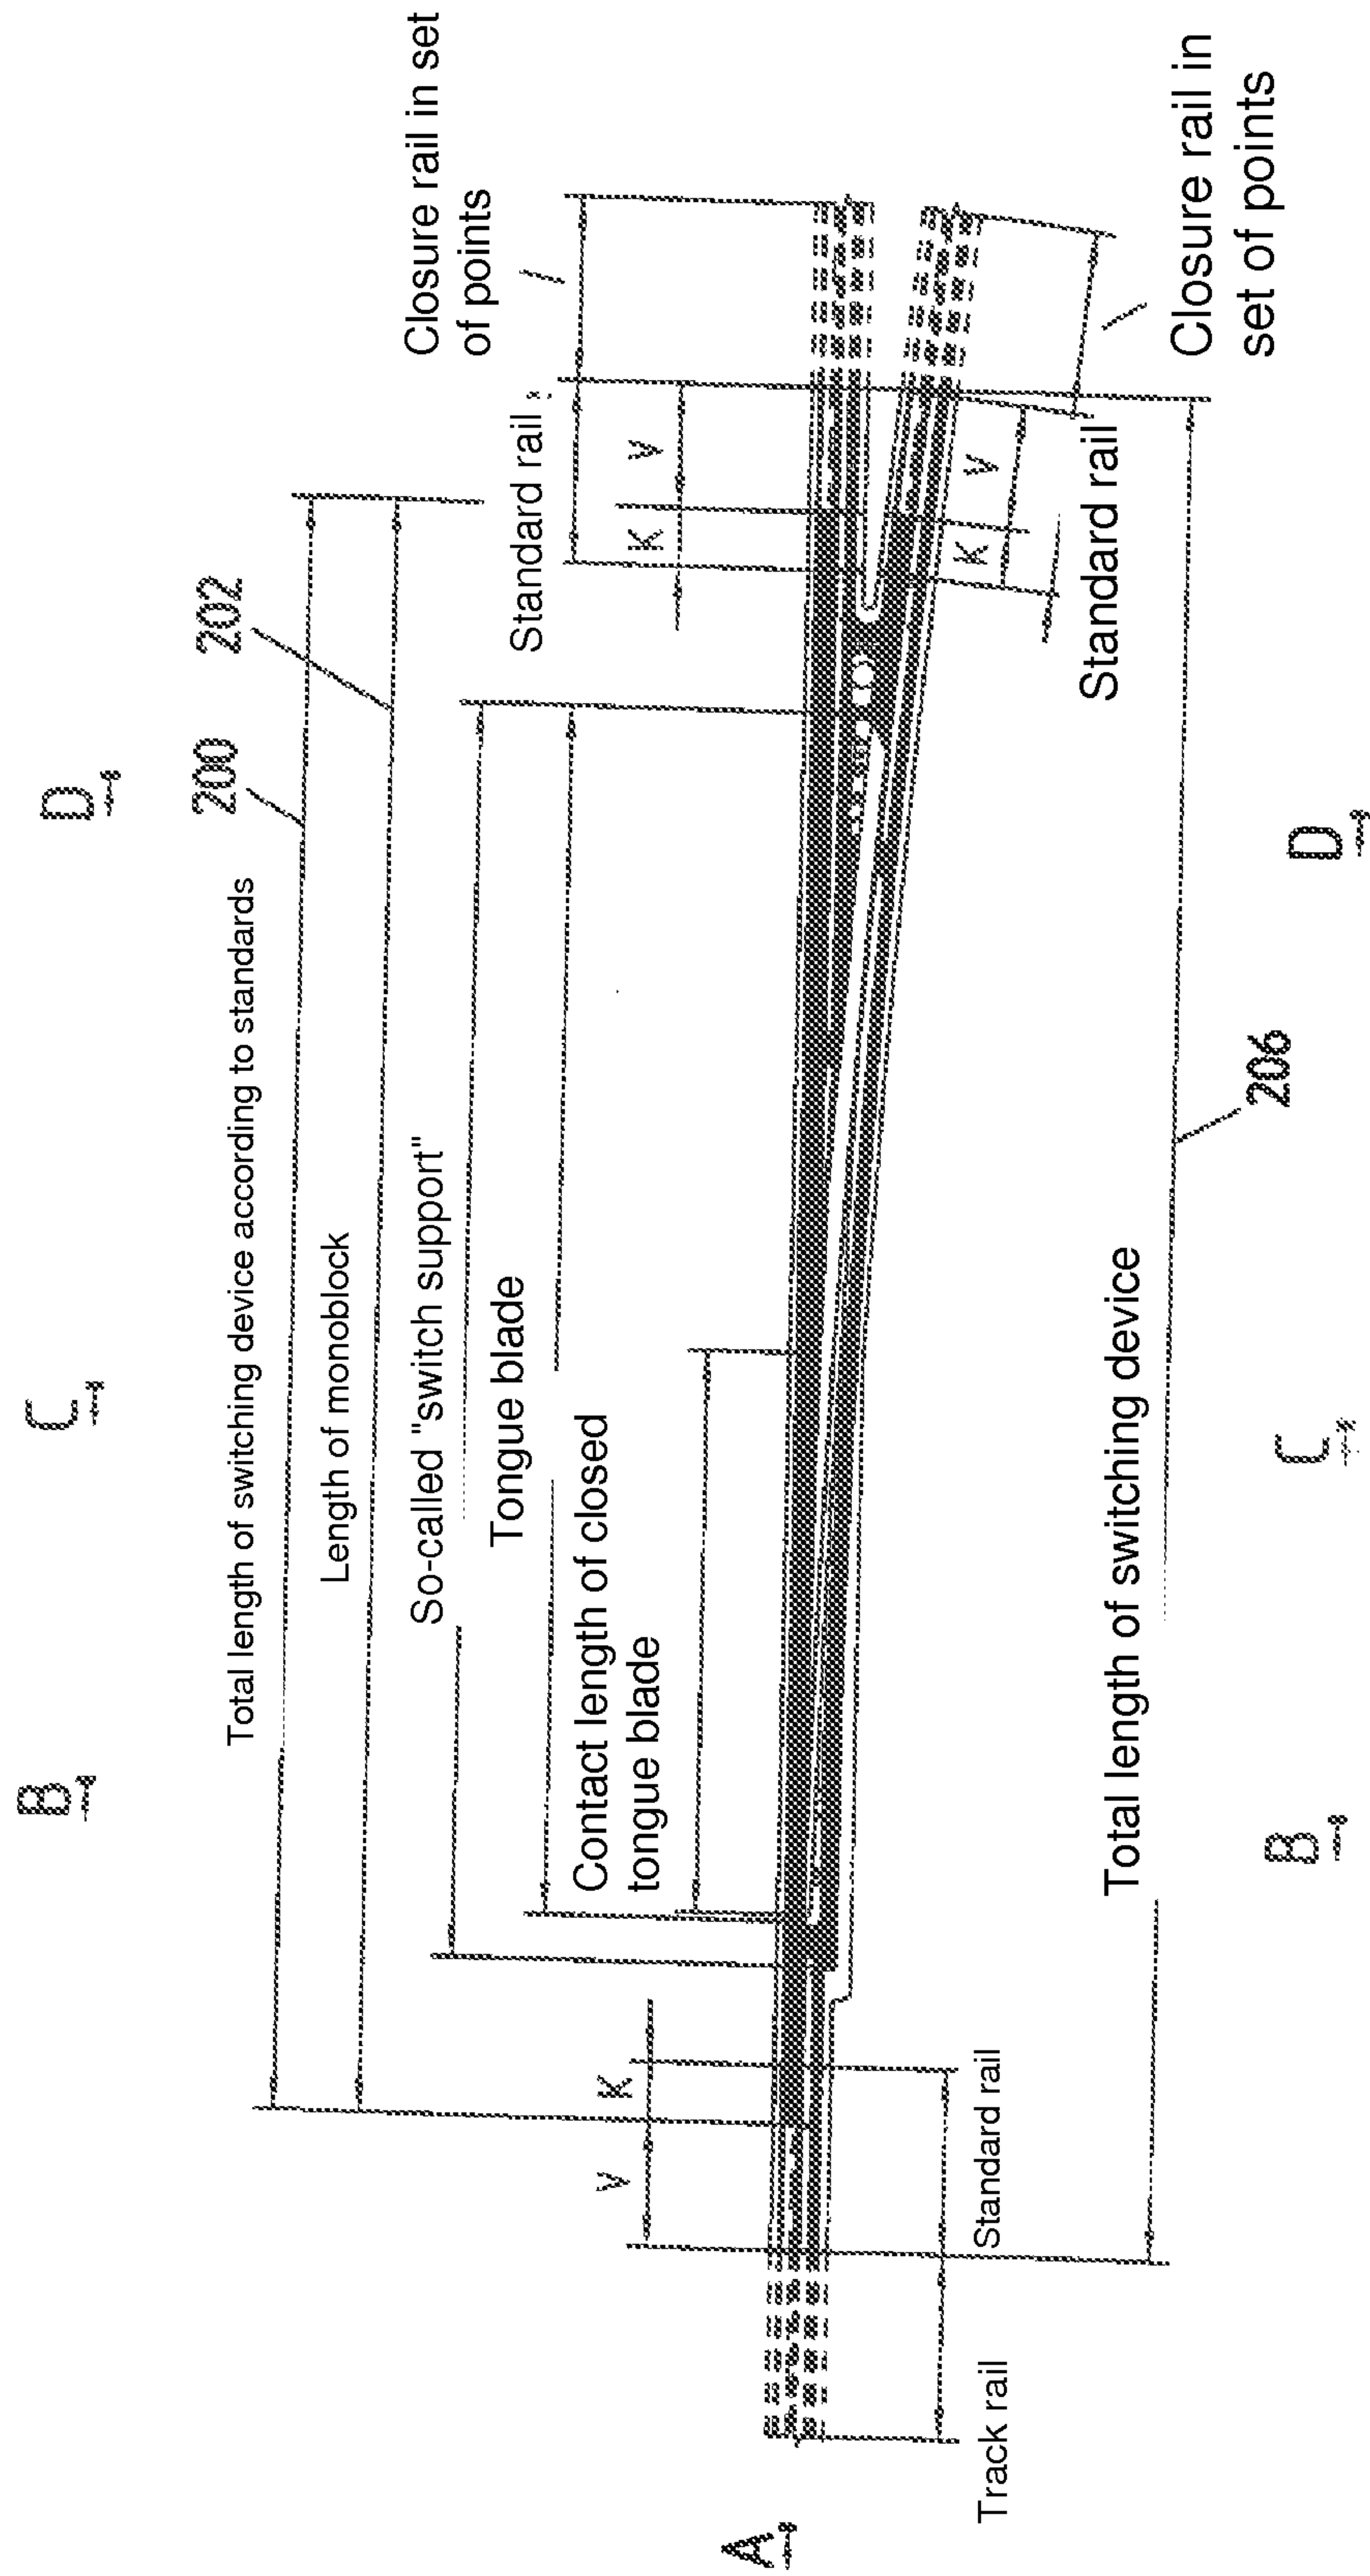 D
D
C
C
B
B
A
200
202
206
Total length of switching device according to standards
Length of monoblock
So-called "switch support"
Tongue blade
Contact length of closed
tongue blade
Closure rail in set
of points
Standard rail
V
K
K
V
Standard rail
Closure rail in
set of points
Total length of switching device
V
K
Standard rail
Track rail